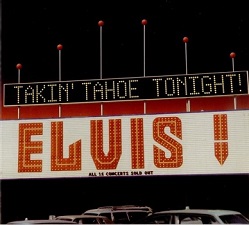 TAKIN' TAHOE TONIGHT!
ELVIS !
ALL 16 CONCERTS SOLD OUT